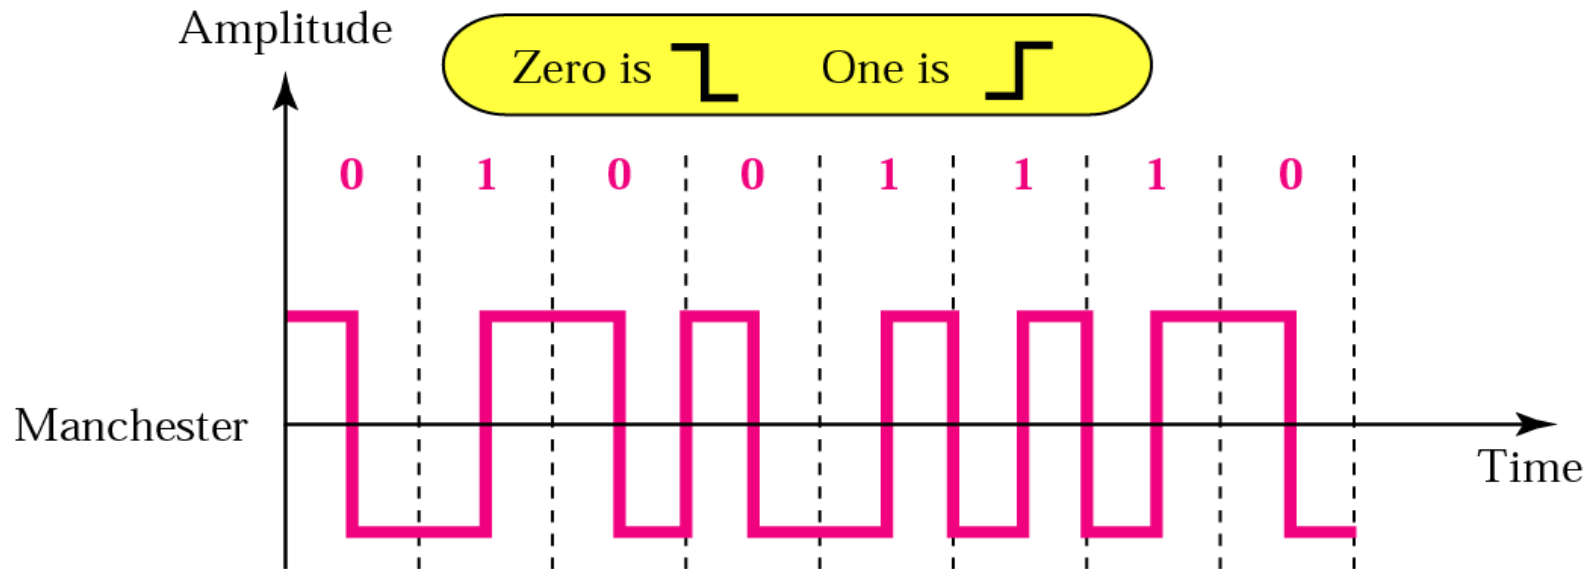 Amplitude
Zero is One is
0 1 0 0 1 1 1 0
Manchester
Time